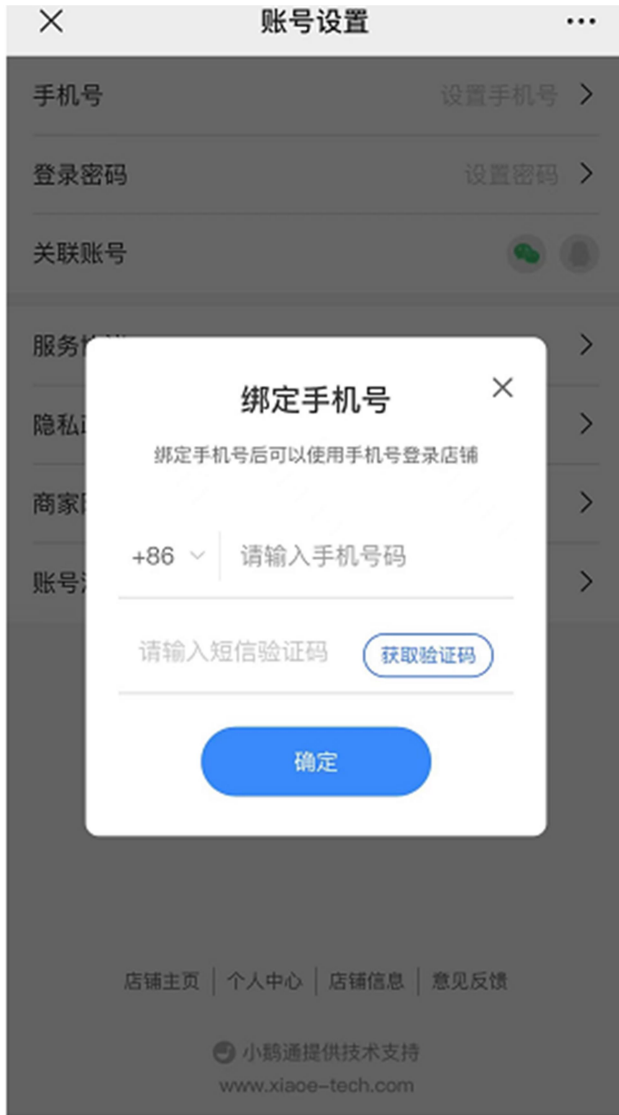 账号设置
手机号 设置手机号
登录密码 设置密码
关联账号
服务
隐私
商家
账号
绑定手机号
绑定手机号后可以使用手机号登录店铺
+86 请输入手机号码
请输入短信验证码 获取验证码
确定
店铺主页 个人中心 店铺信息 意见反馈
小鹅通提供技术支持
www.xiaoe-tech.com